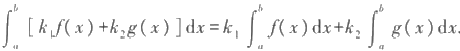 ∫_a^b [k₁f(x)+k₂g(x)]dx=k₁∫_a^b f(x)dx+k₂∫_a^b g(x)dx.